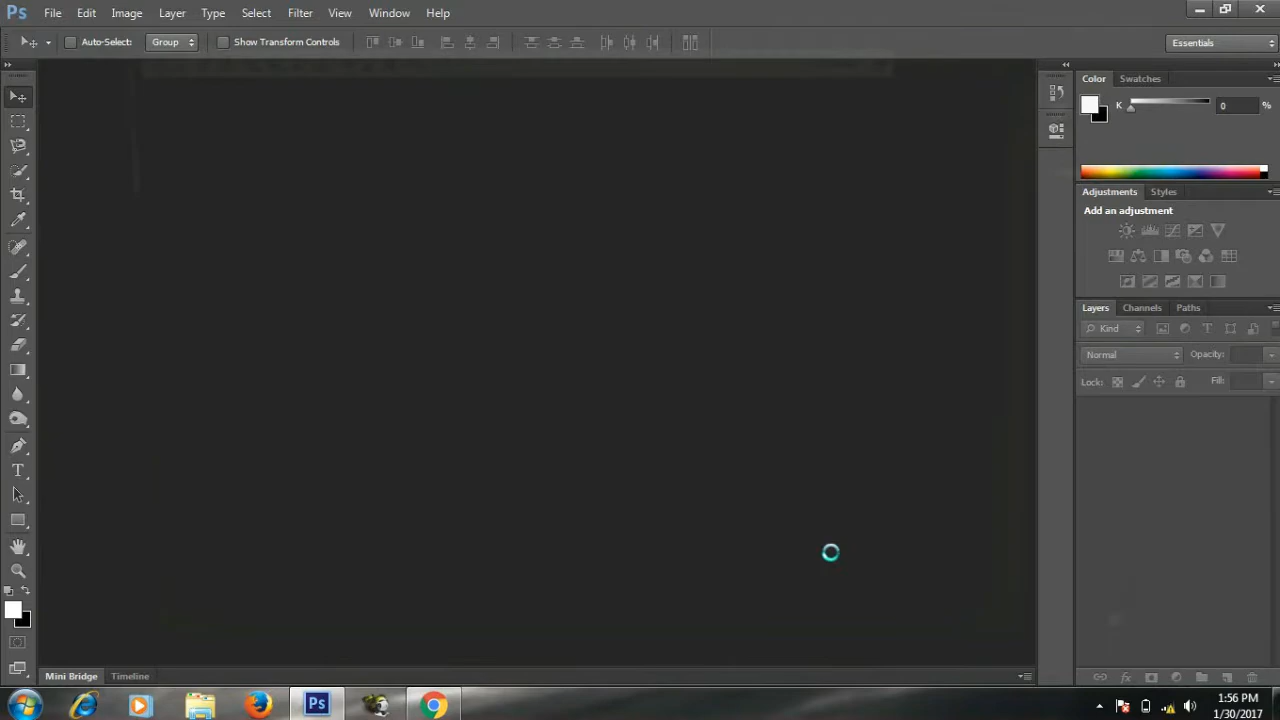 Ps File Edit Image Layer Type Select Filter View Window Help
Auto-Select: Group Show Transform Controls Essentials
Color Swatches
K 0 %
Adjustments Styles
Add an adjustment
Layers Channels Paths
Kind
Normal Opacity:
Lock: Fill:
Mini Bridge Timeline
Ps 1:56 PM
1/30/2017